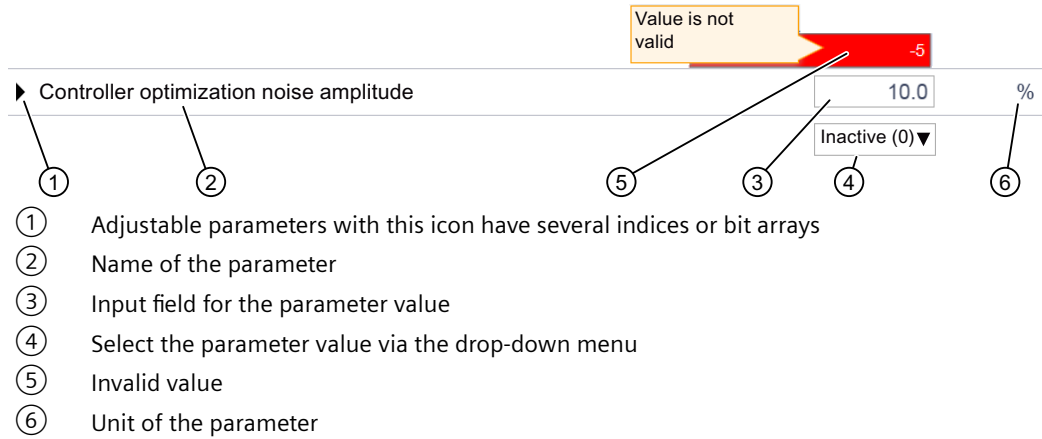 Value is not
valid
-5
Controller optimization noise amplitude 10.0 %
Inactive (0)▼
① ② ⑤ ③ ④ ⑥
① Adjustable parameters with this icon have several indices or bit arrays
② Name of the parameter
③ Input field for the parameter value
④ Select the parameter value via the drop-down menu
⑤ Invalid value
⑥ Unit of the parameter